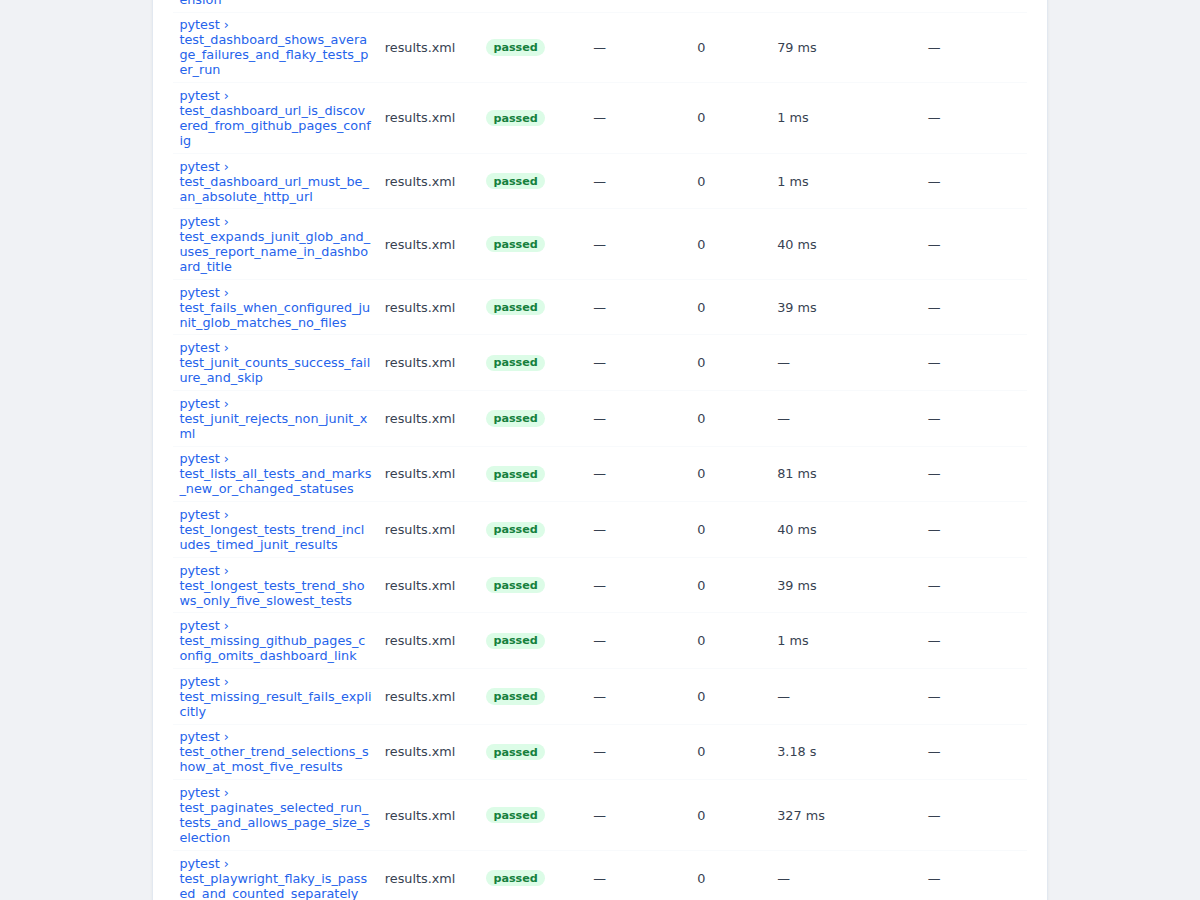 ension
pytest ›
test_dashboard_shows_avera
ge_failures_and_flaky_tests_p
er_run
results.xml passed — 0 79 ms —
pytest ›
test_dashboard_url_is_discov
ered_from_github_pages_conf
ig
results.xml passed — 0 1 ms —
pytest ›
test_dashboard_url_must_be_
an_absolute_http_url
results.xml passed — 0 1 ms —
pytest ›
test_expands_junit_glob_and_
uses_report_name_in_dashbo
ard_title
results.xml passed — 0 40 ms —
pytest ›
test_fails_when_configured_ju
nit_glob_matches_no_files
results.xml passed — 0 39 ms —
pytest ›
test_junit_counts_success_fail
ure_and_skip
results.xml passed — 0 — —
pytest ›
test_junit_rejects_non_junit_x
ml
results.xml passed — 0 — —
pytest ›
test_lists_all_tests_and_marks
_new_or_changed_statuses
results.xml passed — 0 81 ms —
pytest ›
test_longest_tests_trend_incl
udes_timed_junit_results
results.xml passed — 0 40 ms —
pytest ›
test_longest_tests_trend_sho
ws_only_five_slowest_tests
results.xml passed — 0 39 ms —
pytest ›
test_missing_github_pages_c
onfig_omits_dashboard_link
results.xml passed — 0 1 ms —
pytest ›
test_missing_result_fails_expli
citly
results.xml passed — 0 — —
pytest ›
test_other_trend_selections_s
how_at_most_five_results
results.xml passed — 0 3.18 s —
pytest ›
test_paginates_selected_run_
tests_and_allows_page_size_s
election
results.xml passed — 0 327 ms —
pytest ›
test_playwright_flaky_is_pass
ed_and_counted_separately
results.xml passed — 0 — —